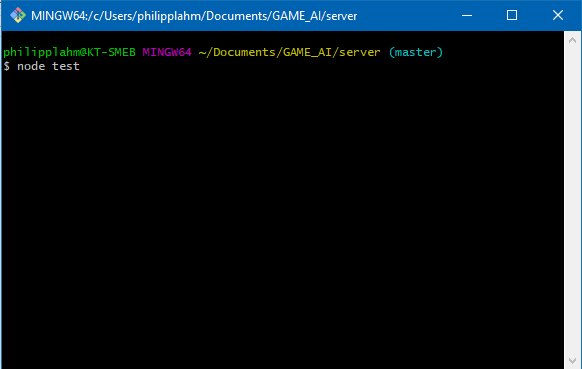 MINGW64:/c/Users/philipplahm/Documents/GAME_AI/server
philipplahm@KT-SMEB MINGW64 ~/Documents/GAME_AI/server (master)
$ node test